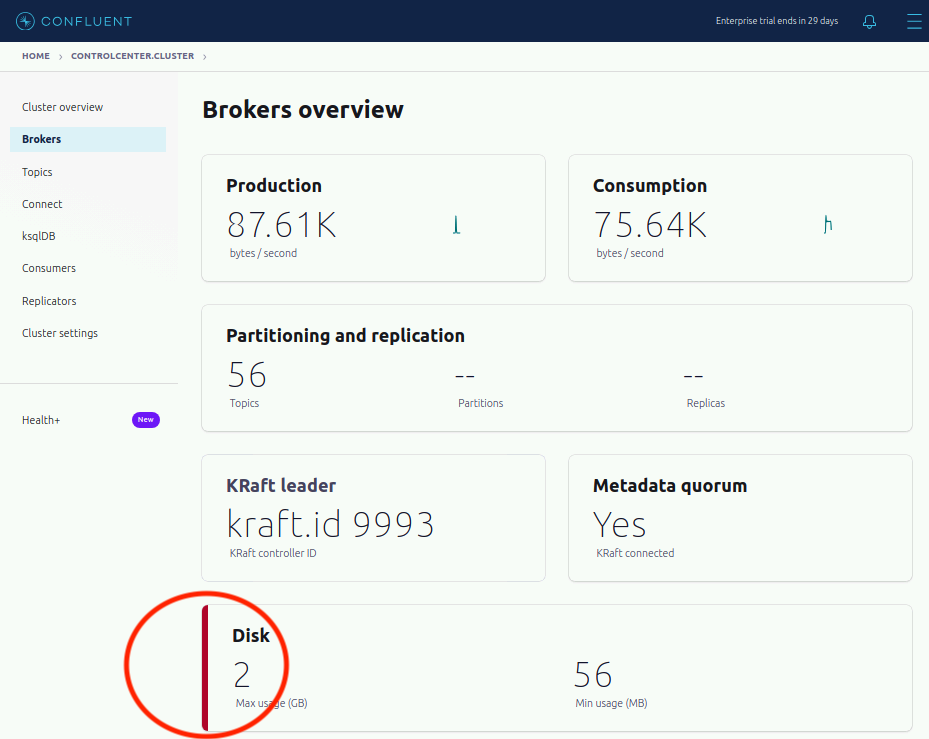 CONFLUENT
Enterprise trial ends in 29 days
HOME > CONTROLCENTER.CLUSTER >
Cluster overview
Brokers
Topics
Connect
ksqlDB
Consumers
Replicators
Cluster settings
Health+ New
Brokers overview
Production
87.61K
bytes / second
Consumption
75.64K
bytes / second
Partitioning and replication
56 -- --
Topics Partitions Replicas
KRaft leader
kraft.id 9993
KRaft controller ID
Metadata quorum
Yes
KRaft connected
Disk
2 56
Max usage (GB) Min usage (MB)